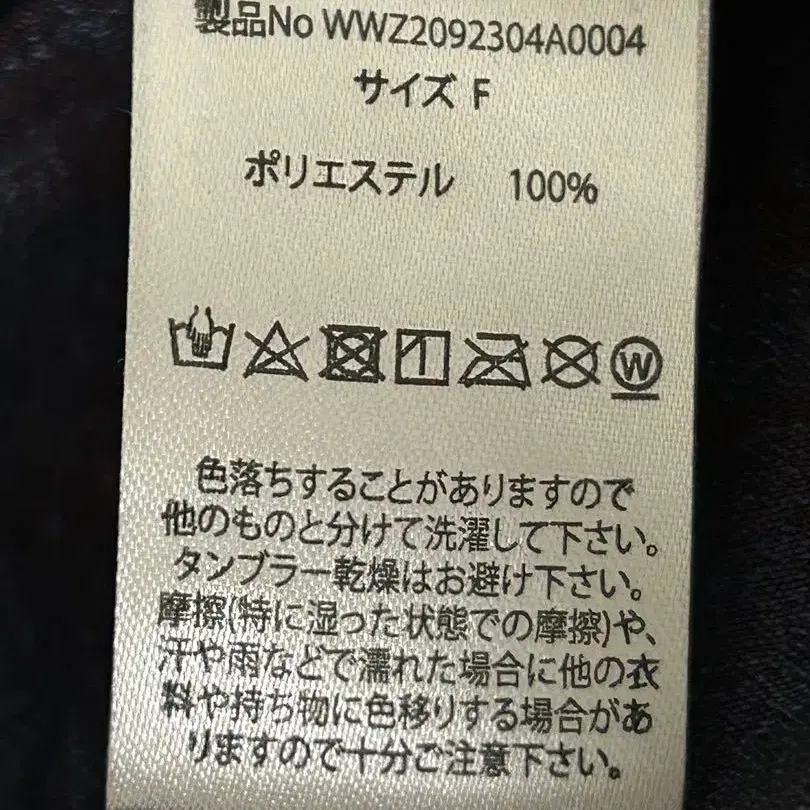 製品No WWZ2092304A0004
サイズ F
ポリエステル 100%
W
色落ちすることがありますので
他のものと分けて洗濯して下さい。
タンブラー乾燥はお避け下さい。
摩擦(特に湿った状態での摩擦)や、
汗や雨などで濡れた場合に他の衣
料や持ち物に色移りする場合があ
りますので十分ご注意下さい。